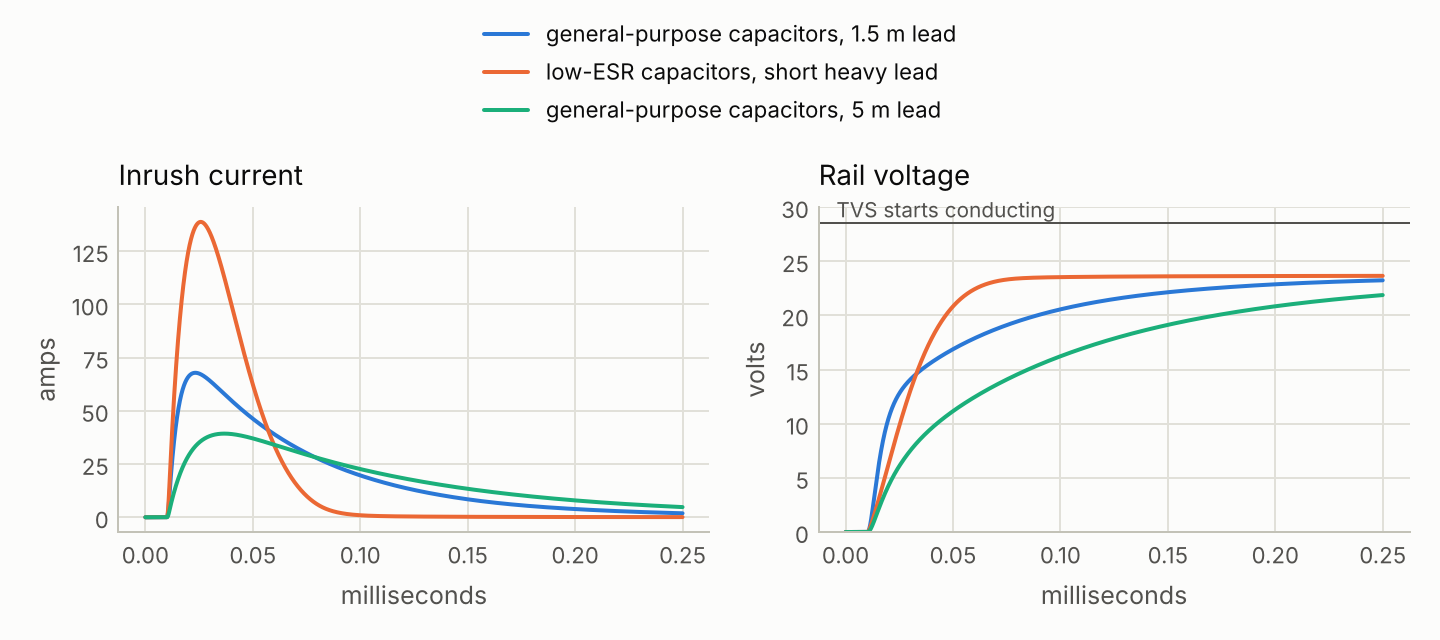 general-purpose capacitors, 1.5 m lead
low-ESR capacitors, short heavy lead
general-purpose capacitors, 5 m lead
Inrush current
125
100
75
50
25
0
amps
0.00 0.05 0.10 0.15 0.20 0.25
milliseconds
Rail voltage
TVS starts conducting
30
25
20
15
10
5
0
volts
0.00 0.05 0.10 0.15 0.20 0.25
milliseconds